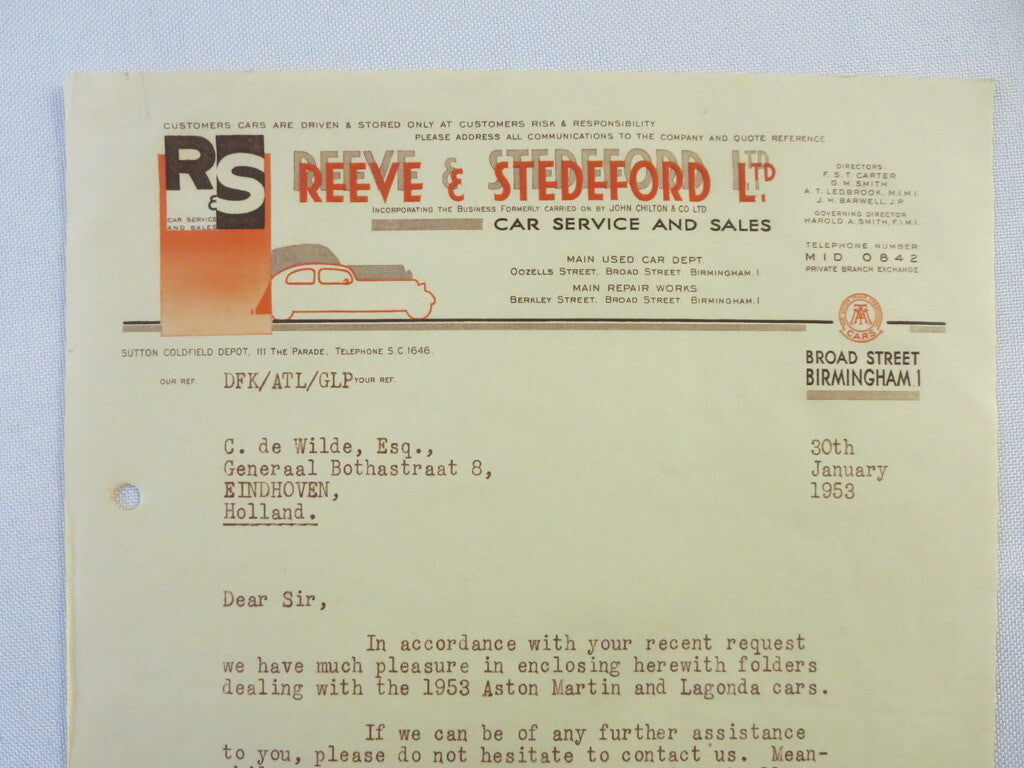 CUSTOMERS CARS ARE DRIVEN & STORED ONLY AT CUSTOMERS RISK & RESPONSIBILITY
PLEASE ADDRESS ALL COMMUNICATIONS TO THE COMPANY AND QUOTE REFERENCE
R&S
CAR SERVICE
AND SALES
REEVE & STEDEFORD LTD.
INCORPORATING THE BUSINESS FORMERLY CARRIED ON BY JOHN CHILTON & CO LTD
CAR SERVICE AND SALES
MAIN USED CAR DEPT
OOZELLS STREET, BROAD STREET, BIRMINGHAM, 1
MAIN REPAIR WORKS
BERKLEY STREET, BROAD STREET, BIRMINGHAM, 1
DIRECTORS:
F. S. T. CARTER
G. M. SMITH
A. T. LEDBROOK, M.I.M.I.
J. H. BARWELL, J.P.
GOVERNING DIRECTOR
HAROLD A. SMITH, F.I.M.I.
TELEPHONE NUMBER
MID 0842
PRIVATE BRANCH EXCHANGE
CARS
SUTTON COLDFIELD DEPOT, 111 THE PARADE. TELEPHONE S.C.1646.
BROAD STREET
BIRMINGHAM 1
OUR REF. DFK/ATL/GLP YOUR REF.
C. de Wilde, Esq.,
Generaal Bothastraat 8,
EINDHOVEN,
Holland.
30th
January
1953
Dear Sir,
In accordance with your recent request
we have much pleasure in enclosing herewith folders
dealing with the 1953 Aston Martin and Lagonda cars.
If we can be of any further assistance
to you, please do not hesitate to contact us. Mean-